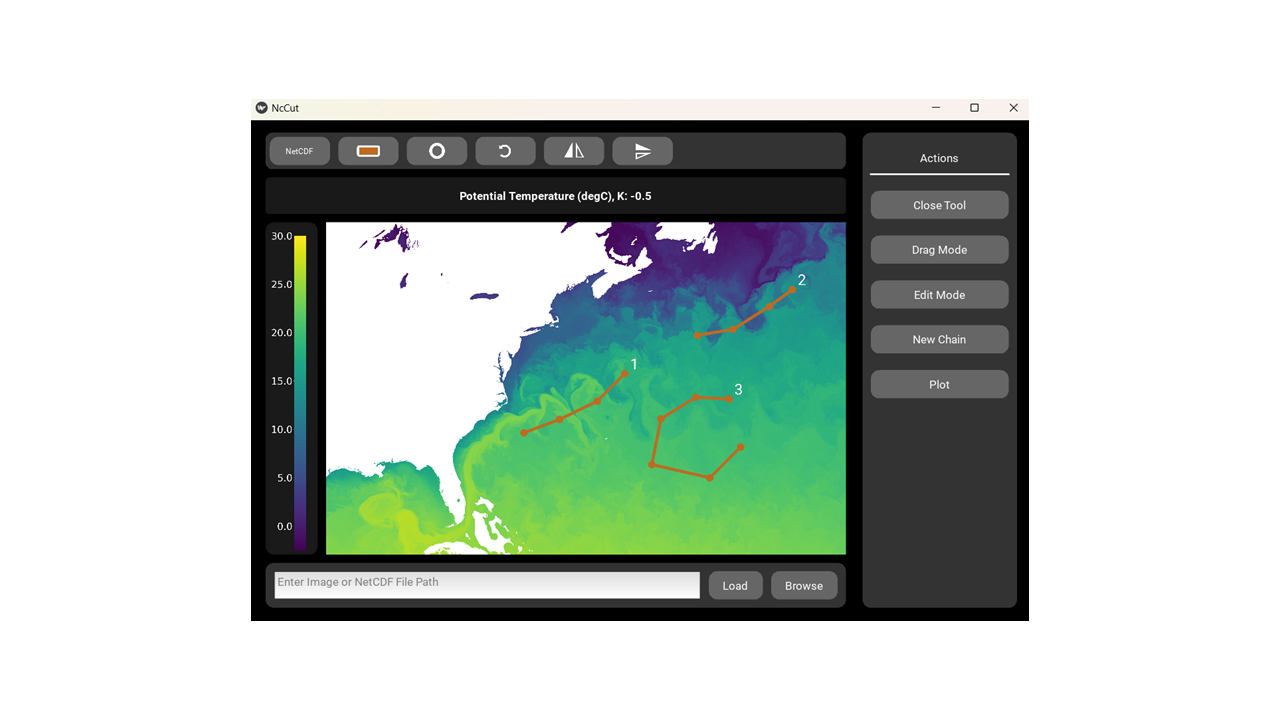 NcCut
NetCDF
Potential Temperature (degC), K: -0.5
30.0
25.0
20.0
15.0
10.0
5.0
0.0
2
1
3
Enter Image or NetCDF File Path
Load
Browse
Actions
Close Tool
Drag Mode
Edit Mode
New Chain
Plot